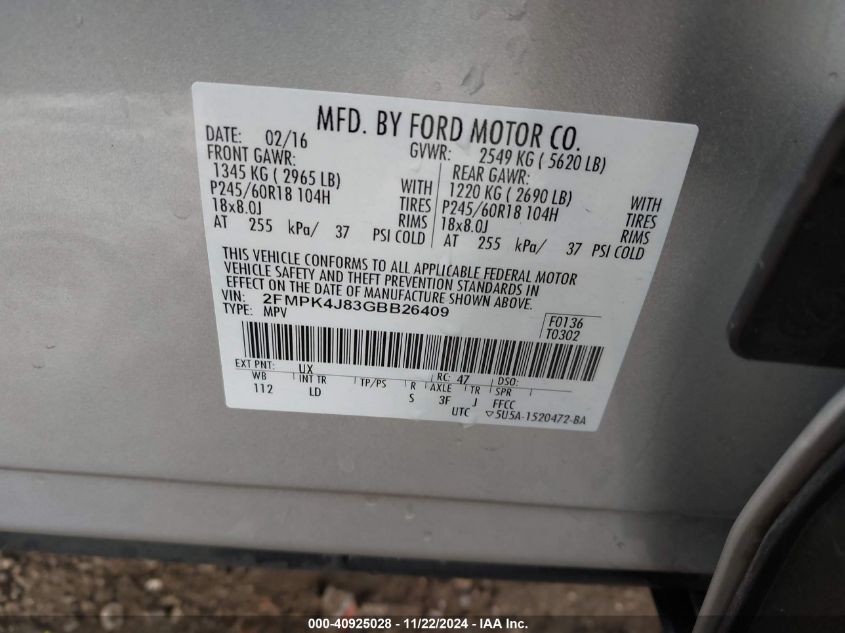 MFD. BY FORD MOTOR CO.
DATE: 02/16 GVWR: 2549 KG ( 5620 LB)
FRONT GAWR: REAR GAWR:
1345 KG ( 2965 LB) WITH 1220 KG ( 2690 LB) WITH
P245/60R18 104H TIRES P245/60R18 104H TIRES
18x8.0J RIMS 18x8.0J RIMS
AT 255 kPa/ 37 PSI COLD AT 255 kPa/ 37 PSI COLD
THIS VEHICLE CONFORMS TO ALL APPLICABLE FEDERAL MOTOR
VEHICLE SAFETY AND THEFT PREVENTION STANDARDS IN
EFFECT ON THE DATE OF MANUFACTURE SHOWN ABOVE.
VIN: 2FMPK4J83GBB26409 F0136
TYPE: MPV T0302
EXT PNT: UX RC: 47 DSO:
WB INT TR TP/PS R AXLE TR SPR
112 LD S 3F J FFCC
UTC ▽5U5A-1520472-BA
000-40925028 - 11/22/2024 - IAA Inc.